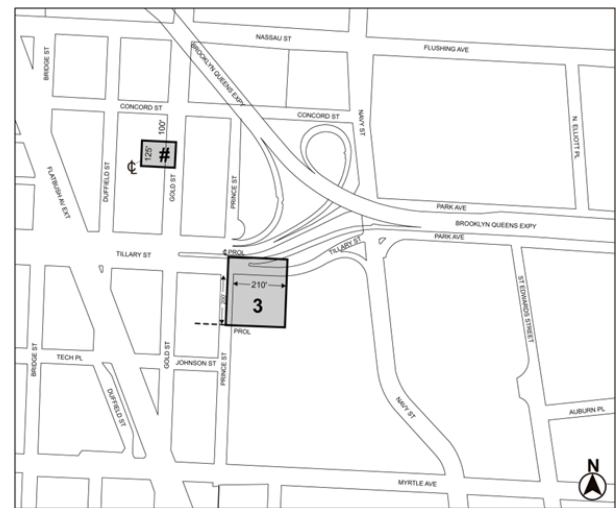 NASSAU ST
FLUSHING AVE
BRIDGE ST
BROOKLYN QUEENS EXPY
N. ELLIOTT PL
CONCORD ST
CONCORD ST
NAVY ST
100'
125'
#
℄
FLATBUSH AV EXT
DUFFIELD ST
GOLD ST
PRINCE ST
PARK AVE
BROOKLYN QUEENS EXPY
PARK AVE
TILLARY ST
℄ PROL
TILLARY ST
210'
3
PROL
ST EDWARDS STREET
BRIDGE ST
TECH PL
GOLD ST
JOHNSON ST
PRINCE ST
DUFFIELD ST
NAVY ST
AUBURN PL
MYRTLE AVE
N